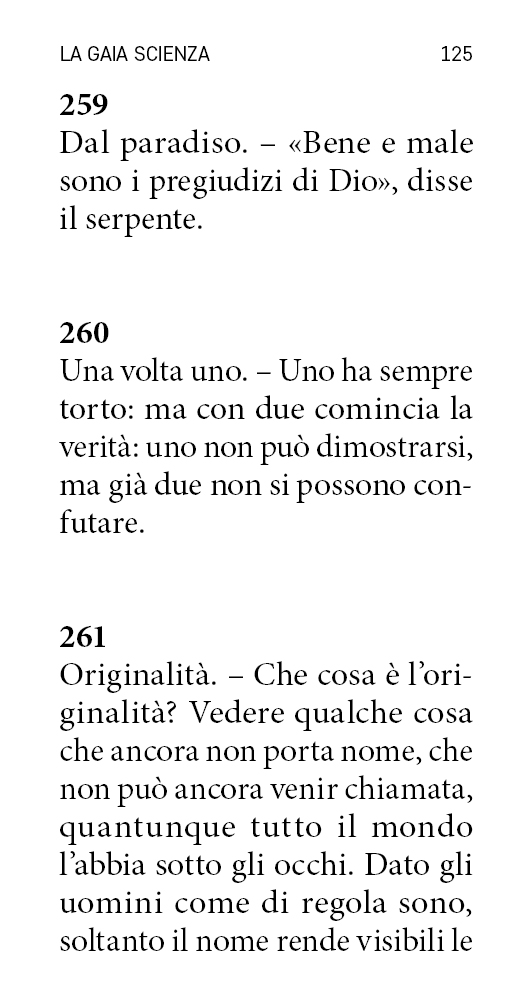 LA GAIA SCIENZA 125
259
Dal paradiso. – «Bene e male
sono i pregiudizi di Dio», disse
il serpente.
260
Una volta uno. – Uno ha sempre
torto: ma con due comincia la
verità: uno non può dimostrarsi,
ma già due non si possono con-
futare.
261
Originalità. – Che cosa è l’ori-
ginalità? Vedere qualche cosa
che ancora non porta nome, che
non può ancora venir chiamata,
quantunque tutto il mondo
l’abbia sotto gli occhi. Dato gli
uomini come di regola sono,
soltanto il nome rende visibili le